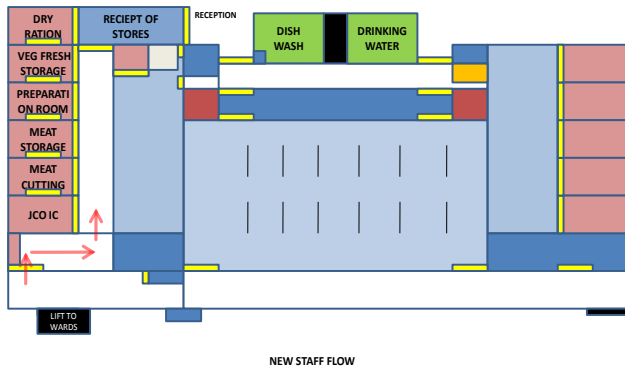 DRY
RATION
RECIEPT OF
STORES
RECEPTION
DISH
WASH
DRINKING
WATER
VEG FRESH
STORAGE
PREPARATI
ON ROOM
MEAT
STORAGE
MEAT
CUTTING
JCO IC
LIFT TO
WARDS
NEW STAFF FLOW